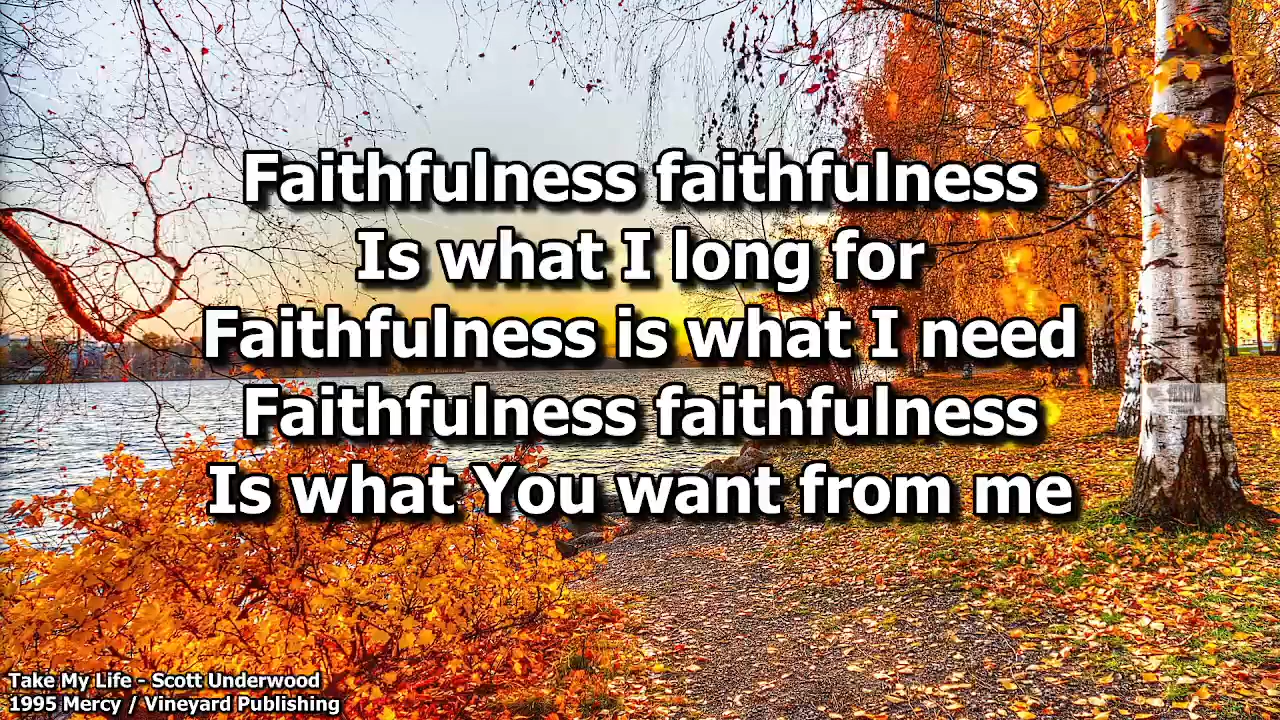 Faithfulness faithfulness
Is what I long for
Faithfulness is what I need
Faithfulness faithfulness
Is what You want from me
Take My Life - Scott Underwood
1995 Mercy / Vineyard Publishing